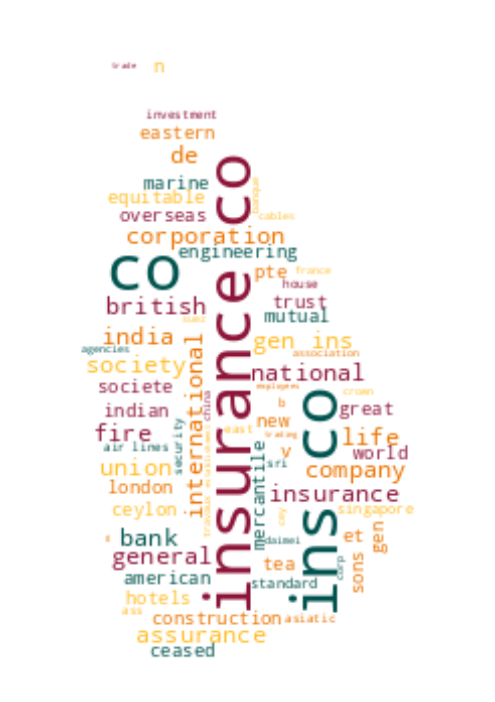 trade
n
investment
eastern
de
marine
equitable
banque
overseas
cables
corporation
engineering
insurance co
co
pte
france
house
british
trust
mutual
suez
india
gen ins
agencies
association
society
national
international
societe
employees
crown
indian
china
b
great
fire
new
ins co
east
trading
life
air lines
security
v
world
union
sri
company
mercantile
london
insurance
ceylon
cey
singapore
bank
daimei
et
gen
general
tea
corp
american
standard
sons
hotels
ass
construction
asiatic
assurance
ceased